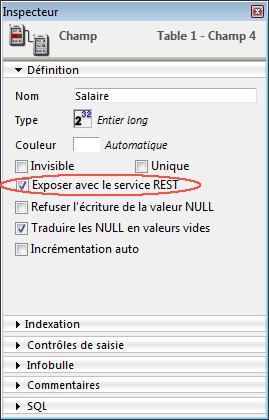 Inspecteur
Champ Table 1 - Champ 4
Définition
Nom Salaire
Type 2 32 Entier long
Couleur Automatique
Invisible Unique
Exposer avec le service REST
Refuser l'écriture de la valeur NULL
Traduire les NULL en valeurs vides
Incrémentation auto
Indexation
Contrôles de saisie
Infobulle
Commentaires
SQL